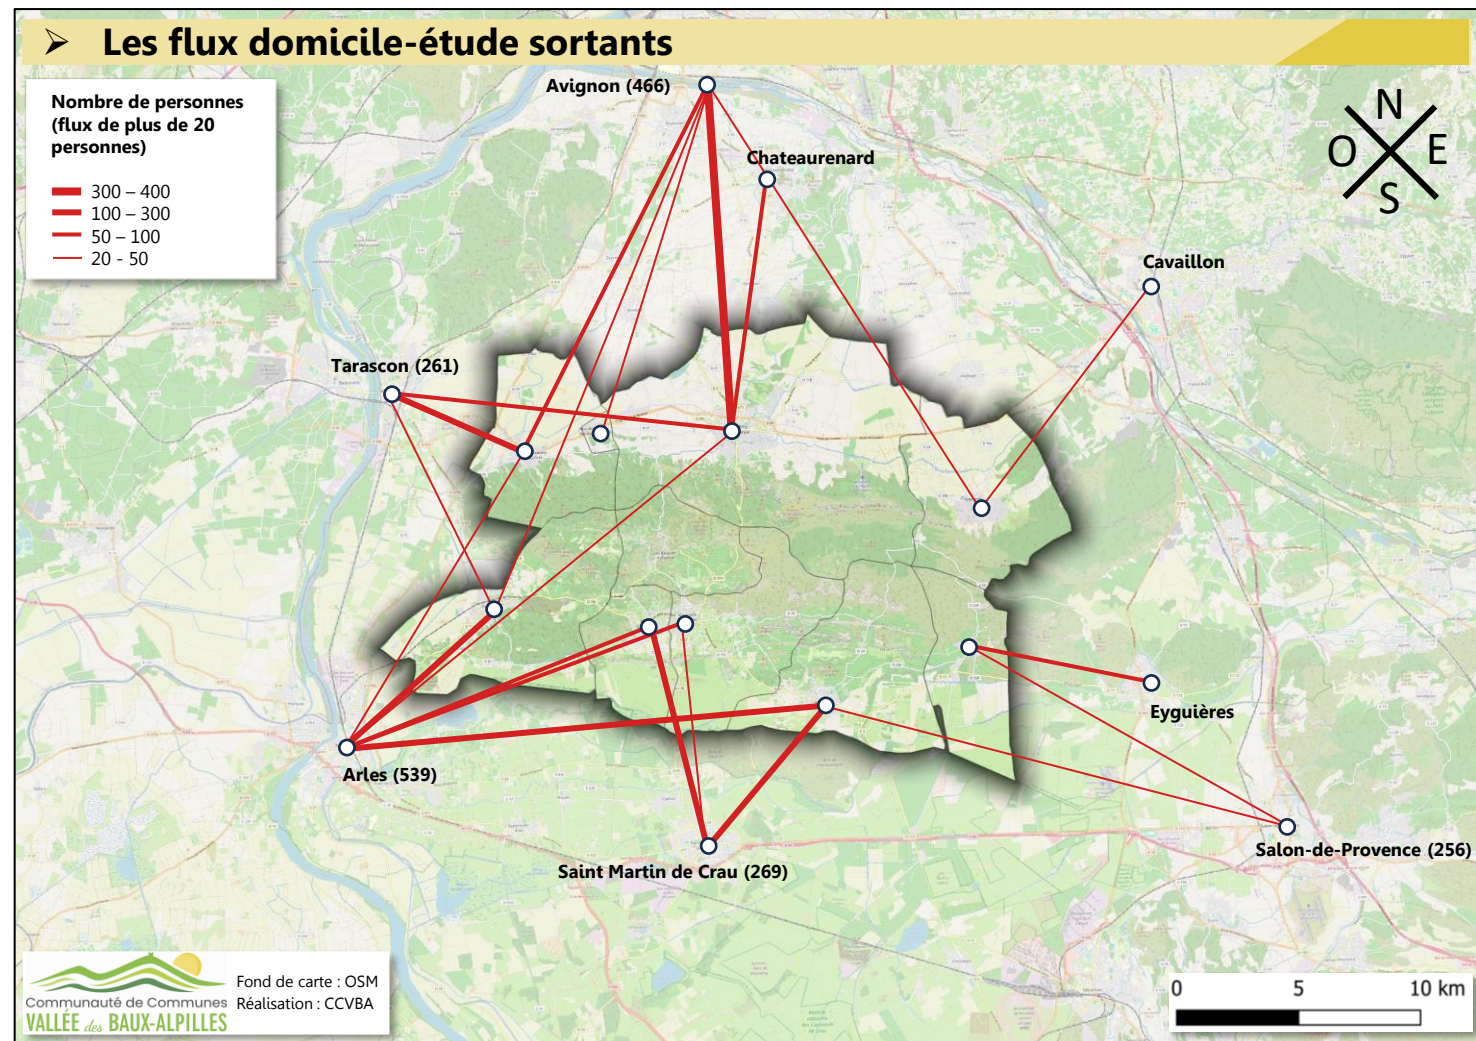 ➢ Les flux domicile-étude sortants
Nombre de personnes
(flux de plus de 20
personnes)
300 – 400
100 – 300
50 – 100
20 - 50
Avignon (466)
Chateaurenard
N
O E
S
Cavaillon
Tarascon (261)
Eyguières
Arles (539)
Salon-de-Provence (256)
Saint Martin de Crau (269)
Communauté de Communes
VALLÉE des BAUX-ALPILLES
Fond de carte : OSM
Réalisation : CCVBA
0 5 10 km